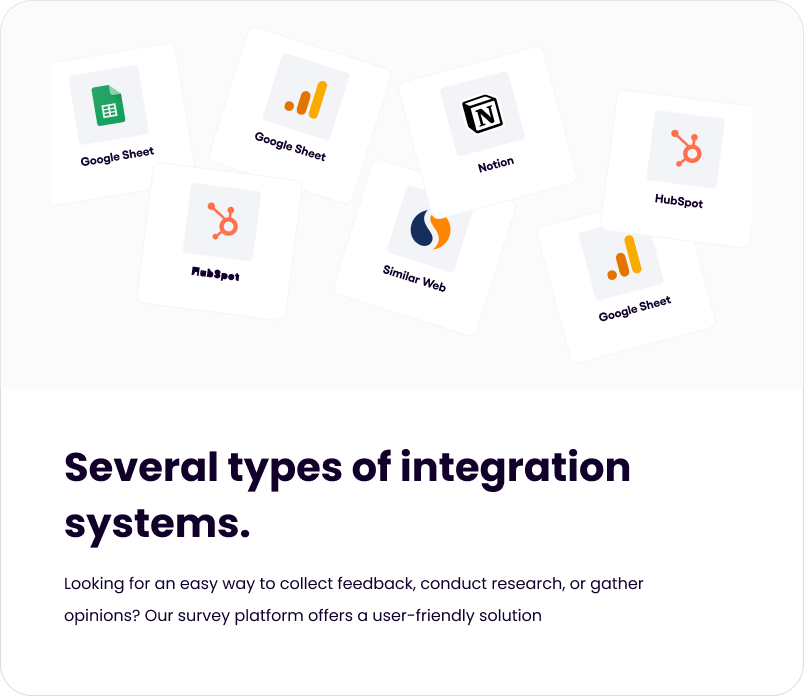 Google Sheet
Google Sheet
Notion
HubSpot
HubSpot
Similar Web
Google Sheet
Several types of integration
systems.
Looking for an easy way to collect feedback, conduct research, or gather
opinions? Our survey platform offers a user-friendly solution